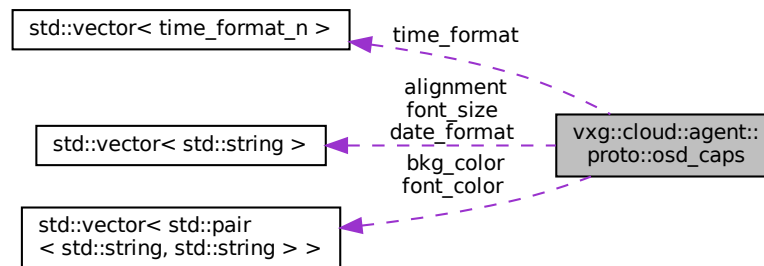 std::vector< time_format_n >
time_format
alignment
font_size
date_format
std::vector< std::string >
vxg::cloud::agent::
proto::osd_caps
bkg_color
font_color
std::vector< std::pair
< std::string, std::string > >